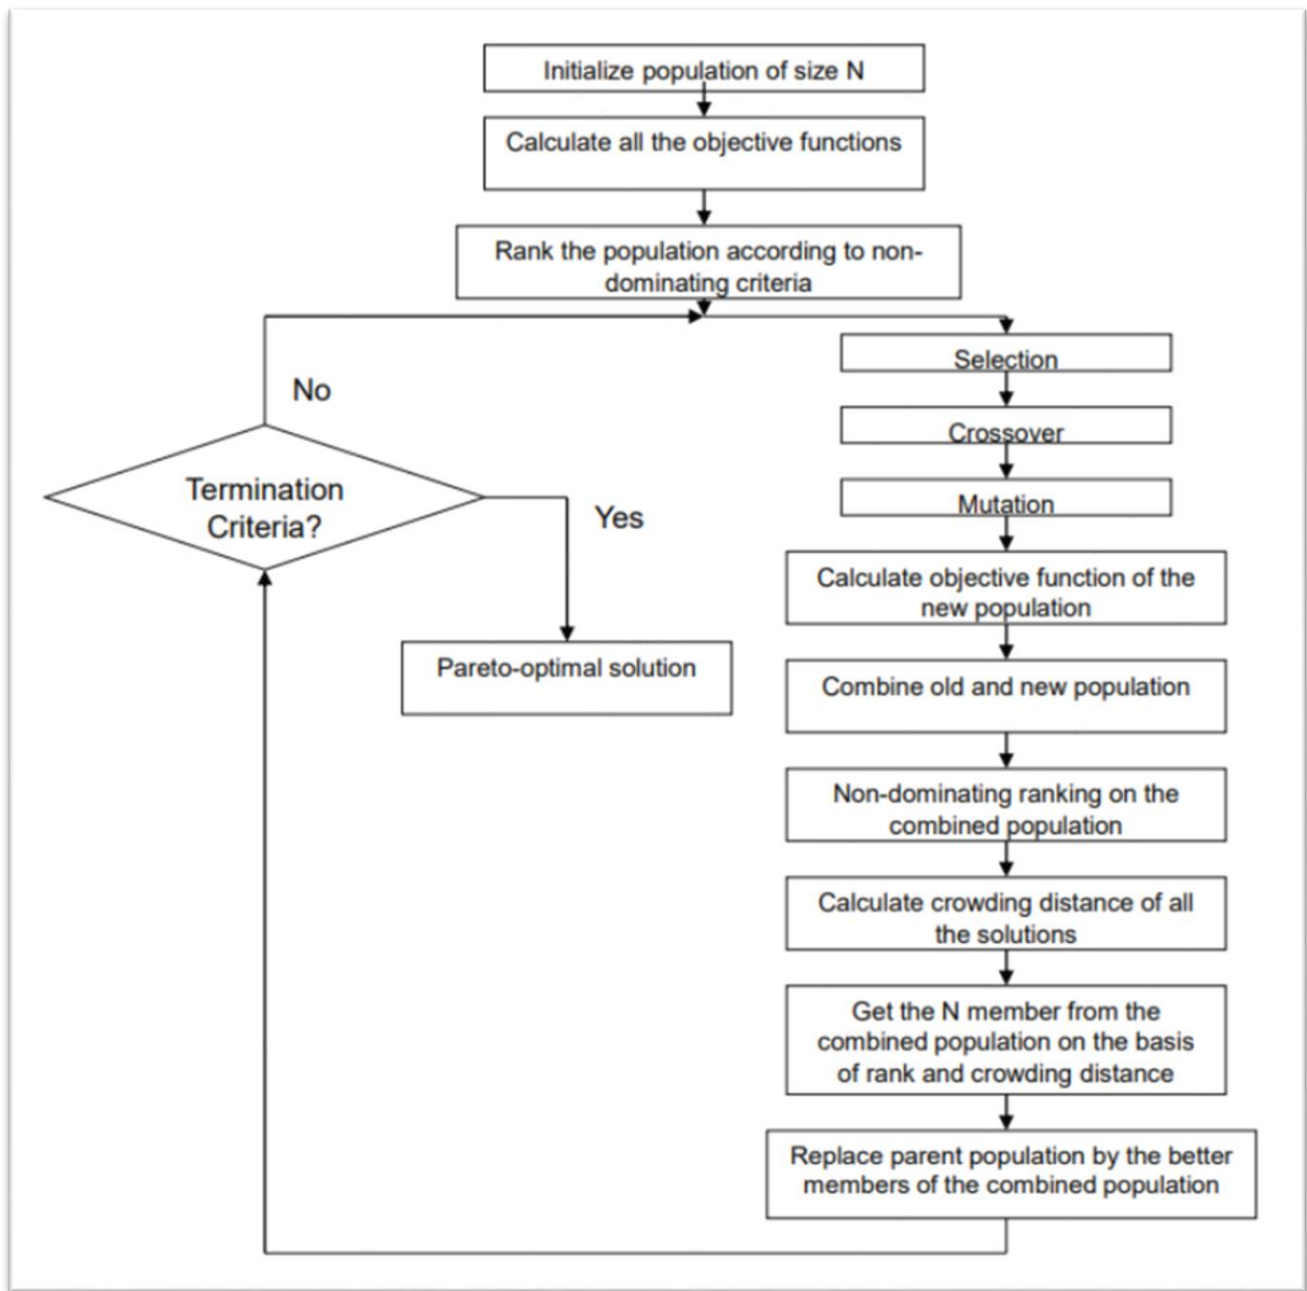 Initialize population of size N
Calculate all the objective functions
Rank the population according to non-
dominating criteria
Selection
No
Crossover
Termination
Criteria?
Mutation
Yes
Calculate objective function of the
new population
Pareto-optimal solution
Combine old and new population
Non-dominating ranking on the
combined population
Calculate crowding distance of all
the solutions
Get the N member from the
combined population on the basis
of rank and crowding distance
Replace parent population by the better
members of the combined population